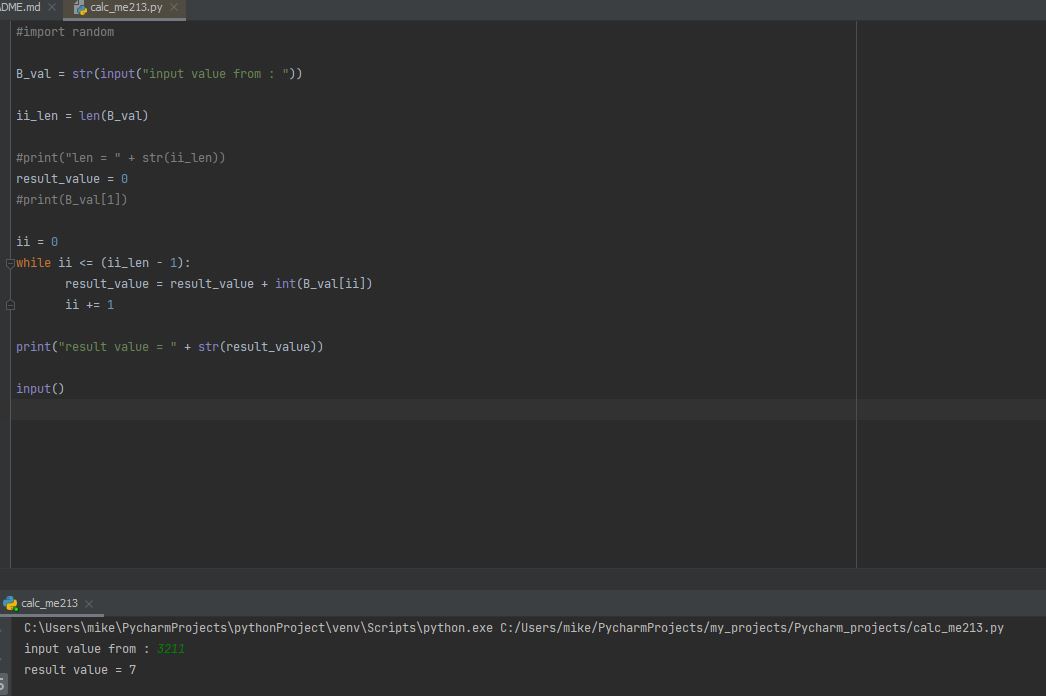 DME.md calc_me213.py
#import random
B_val = str(input("input value from : "))
ii_len = len(B_val)
#print("len = " + str(ii_len))
result_value = 0
#print(B_val[1])
ii = 0
while ii <= (ii_len - 1):
result_value = result_value + int(B_val[ii])
ii += 1
print("result value = " + str(result_value))
input()
calc_me213
C:\Users\mike\PycharmProjects\pythonProject\venv\Scripts\python.exe C:/Users/mike/PycharmProjects/my_projects/Pycharm_projects/calc_me213.py
input value from : 3211
result value = 7